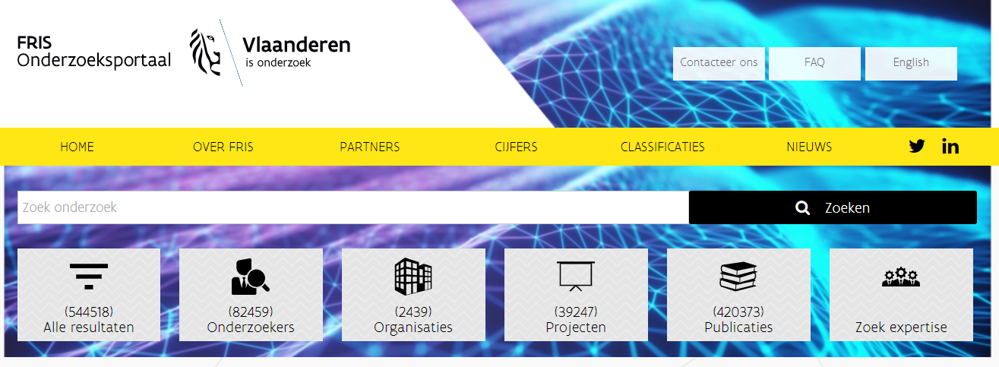 FRIS
Onderzoeksportaal
Vlaanderen
is onderzoek
Contacteer ons
FAQ
English
HOME
OVER FRIS
PARTNERS
CIJFERS
CLASSIFICATIES
NIEUWS
in
Zoek onderzoek
Zoeken
(544518)
Alle resultaten
(82459)
Onderzoekers
(2439)
Organisaties
(39247)
Projecten
(420373)
Publicaties
Zoek expertise